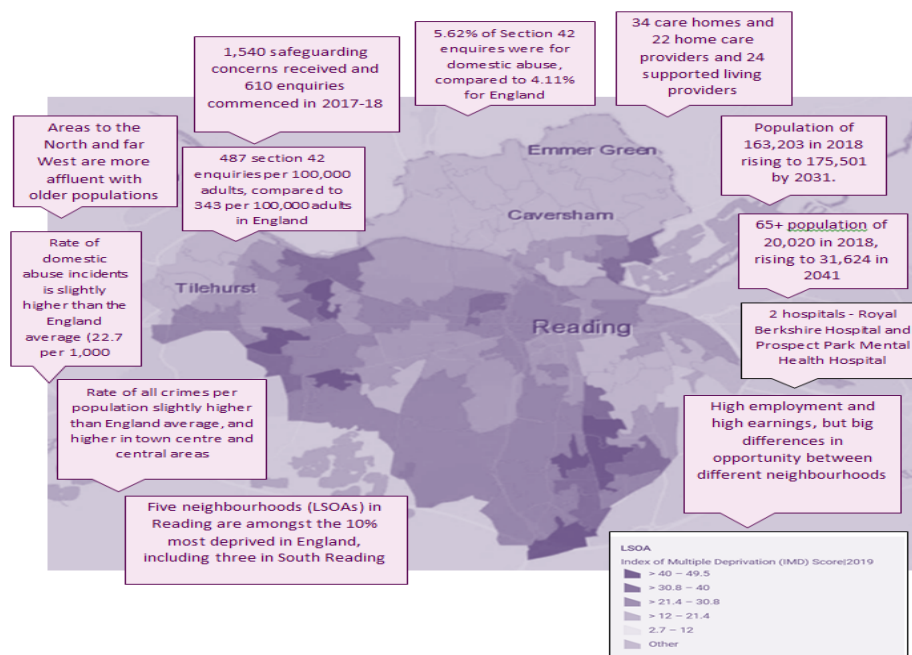 1,540 safeguarding
concerns received and
610 enquiries
commenced in 2017-18
5.62% of Section 42
enquires were for
domestic abuse,
compared to 4.11%
for England
34 care homes and
22 home care
providers and 24
supported living
providers
Areas to the
North and far
West are more
affluent with
older populations
487 section 42
enquiries per 100,000
adults, compared to
343 per 100,000 adults
in England
Emmer Green
Caversham
Population of
163,203 in 2018
rising to 175,501
by 2031.
Rate of
domestic
abuse incidents
is slightly
higher than the
England
average (22.7
per 1,000
Tilehurst
Reading
65+ population of
20,020 in 2018,
rising to 31,624 in
2041
2 hospitals - Royal
Berkshire Hospital and
Prospect Park Mental
Health Hospital
Rate of all crimes per
population slightly higher
than England average, and
higher in town centre and
central areas
High employment and
high earnings, but big
differences in
opportunity between
different neighbourhoods
Five neighbourhoods (LSOAs) in
Reading are amongst the 10%
most deprived in England,
including three in South Reading
LSOA
Index of Multiple Deprivation (IMD) Score|2019
> 40 – 49.5
> 30.8 – 40
> 21.4 – 30.8
> 12 – 21.4
2.7 – 12
Other